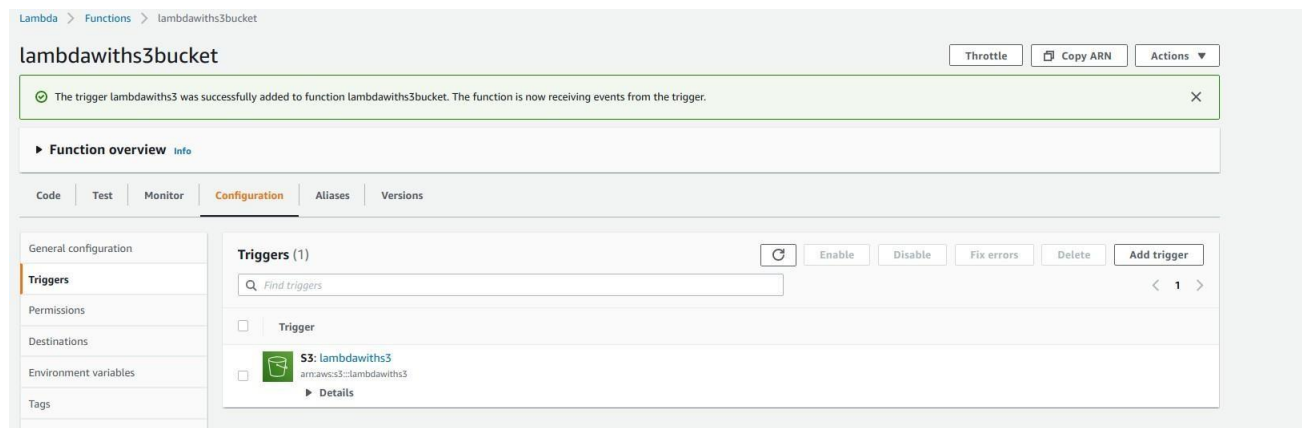 Lambda > Functions > lambdawiths3bucket
lambdawiths3bucket
Throttle Copy ARN Actions
The trigger lambdawiths3 was successfully added to function lambdawiths3bucket. The function is now receiving events from the trigger.
Function overview Info
Code Test Monitor Configuration Aliases Versions
General configuration
Triggers
Permissions
Destinations
Environment variables
Tags
Triggers (1)
Enable Disable Fix errors Delete Add trigger
Find triggers
1
Trigger
S3: lambdawiths3
arn:aws:s3:::lambdawiths3
Details